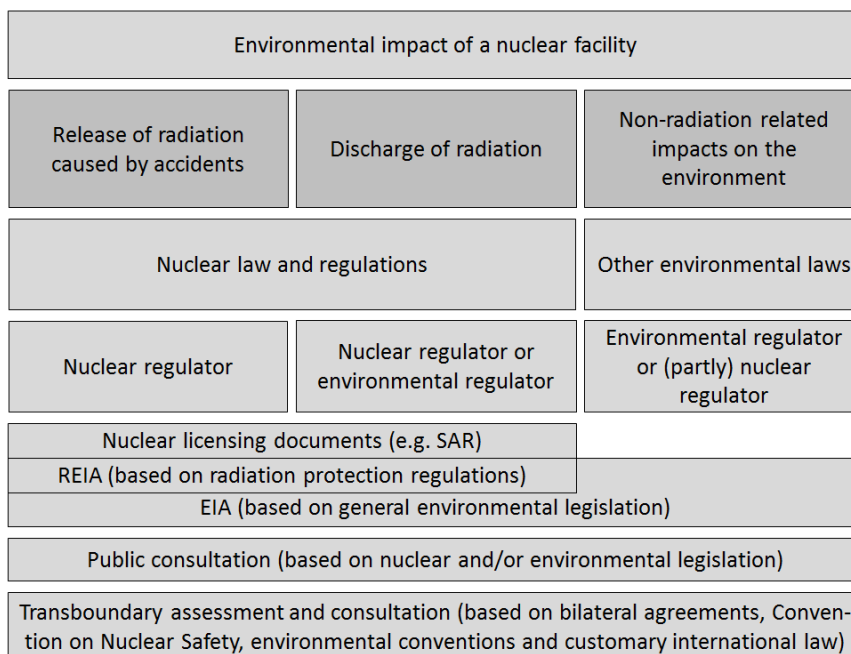 Environmental impact of a nuclear facility
Release of radiation
caused by accidents
Discharge of radiation
Non-radiation related
impacts on the
environment
Nuclear law and regulations
Other environmental laws
Nuclear regulator
Nuclear regulator or
environmental regulator
Environmental regulator
or (partly) nuclear
regulator
Nuclear licensing documents (e.g. SAR)
REIA (based on radiation protection regulations)
EIA (based on general environmental legislation)
Public consultation (based on nuclear and/or environmental legislation)
Transboundary assessment and consultation (based on bilateral agreements, Conven-
tion on Nuclear Safety, environmental conventions and customary international law)